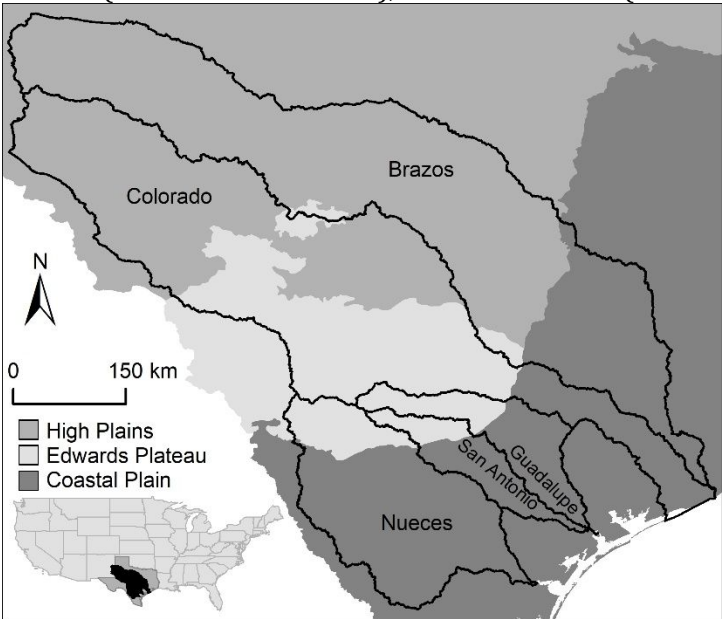 Brazos
Colorado
N
0 150 km
High Plains
Edwards Plateau
Coastal Plain
Guadalupe
San Antonio
Nueces